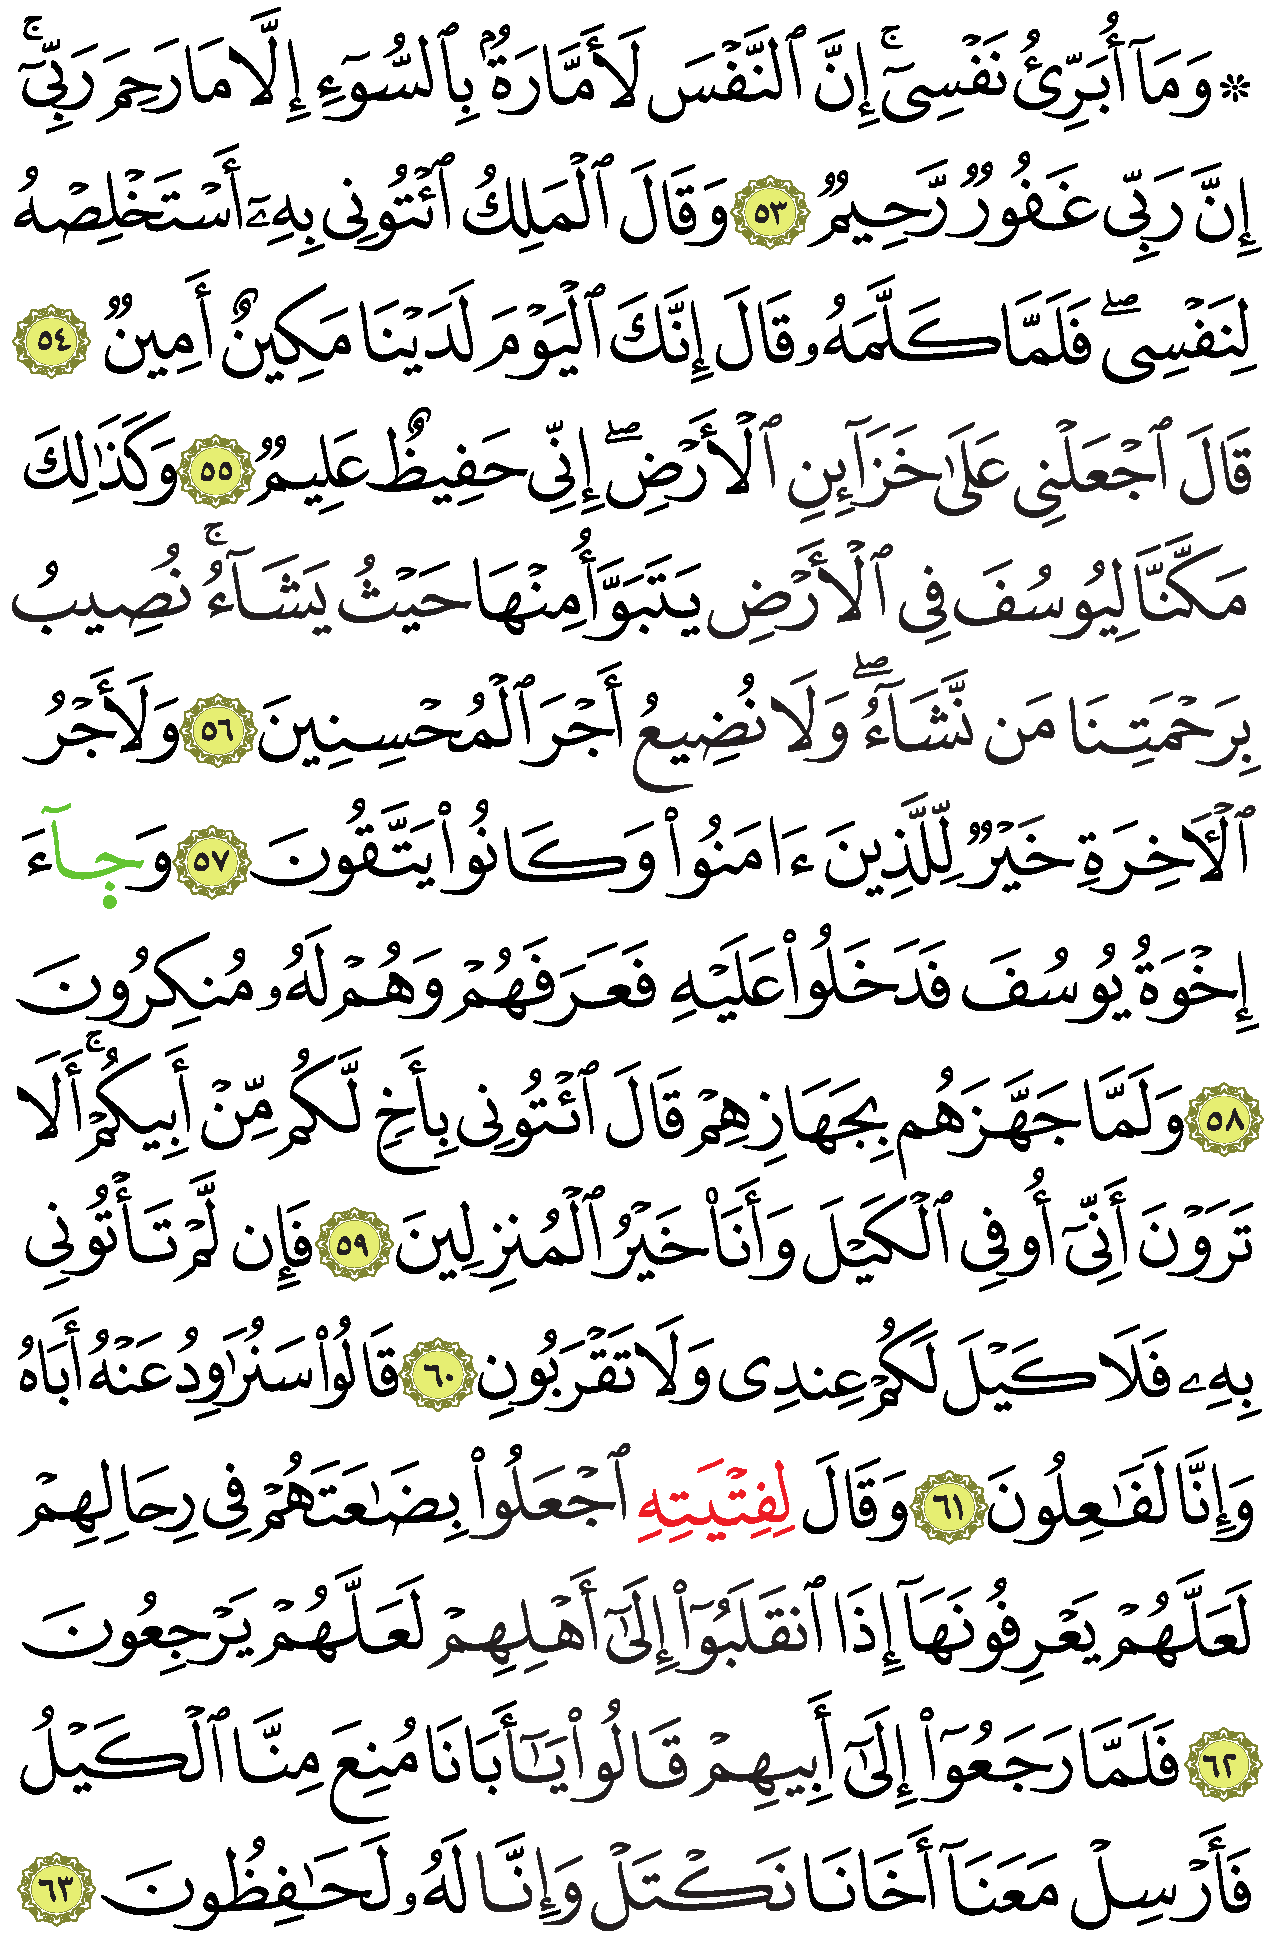 ۞ وَمَآ أُبَرِّئُ نَفْسِىٓ ۚ إِنَّ ٱلنَّفْسَ لَأَمَّارَةٌۢ بِٱلسُّوٓءِ إِلَّا مَا رَحِمَ رَبِّىٓ ۚ
إِنَّ رَبِّى غَفُورٌ رَّحِيمٌ ٥٣ وَقَالَ ٱلْمَلِكُ ٱئْتُونِى بِهِۦٓ أَسْتَخْلِصْهُ
لِنَفْسِى ۖ فَلَمَّا كَلَّمَهُۥ قَالَ إِنَّكَ ٱلْيَوْمَ لَدَيْنَا مَكِينٌ أَمِينٌ ٥٤
قَالَ ٱجْعَلْنِى عَلَىٰ خَزَآئِنِ ٱلْأَرْضِ ۖ إِنِّى حَفِيظٌ عَلِيمٌ ٥٥ وَكَذَٰلِكَ
مَكَّنَّا لِيُوسُفَ فِى ٱلْأَرْضِ يَتَبَوَّأُ مِنْهَا حَيْثُ يَشَآءُ ۚ نُصِيبُ
بِرَحْمَتِنَا مَن نَّشَآءُ ۖ وَلَا نُضِيعُ أَجْرَ ٱلْمُحْسِنِينَ ٥٦ وَلَأَجْرُ
ٱلْـَٔاخِرَةِ خَيْرٌ لِّلَّذِينَ ءَامَنُوا۟ وَكَانُوا۟ يَتَّقُونَ ٥٧ وَجَآءَ
إِخْوَةُ يُوسُفَ فَدَخَلُوا۟ عَلَيْهِ فَعَرَفَهُمْ وَهُمْ لَهُۥ مُنكِرُونَ
٥٨ وَلَمَّا جَهَّزَهُم بِجَهَازِهِمْ قَالَ ٱئْتُونِى بِأَخٍ لَّكُم مِّنْ أَبِيكُمْ ۚ أَلَا
تَرَوْنَ أَنِّىٓ أُوفِى ٱلْكَيْلَ وَأَنَا۠ خَيْرُ ٱلْمُنزِلِينَ ٥٩ فَإِن لَّمْ تَأْتُونِى
بِهِۦ فَلَا كَيْلَ لَكُمْ عِندِى وَلَا تَقْرَبُونِ ٦٠ قَالُوا۟ سَنُرَٰوِدُ عَنْهُ أَبَاهُ
وَإِنَّا لَفَـٰعِلُونَ ٦١ وَقَالَ لِفِتْيَتِهِ ٱجْعَلُوا۟ بِضَـٰعَتَهُمْ فِى رِحَالِهِمْ
لَعَلَّهُمْ يَعْرِفُونَهَآ إِذَا ٱنقَلَبُوٓا۟ إِلَىٰٓ أَهْلِهِمْ لَعَلَّهُمْ يَرْجِعُونَ
٦٢ فَلَمَّا رَجَعُوٓا۟ إِلَىٰٓ أَبِيهِمْ قَالُوا۟ يَـٰٓأَبَانَا مُنِعَ مِنَّا ٱلْكَيْلُ
فَأَرْسِلْ مَعَنَآ أَخَانَا نَكْتَلْ وَإِنَّا لَهُۥ لَحَـٰفِظُونَ ٦٣